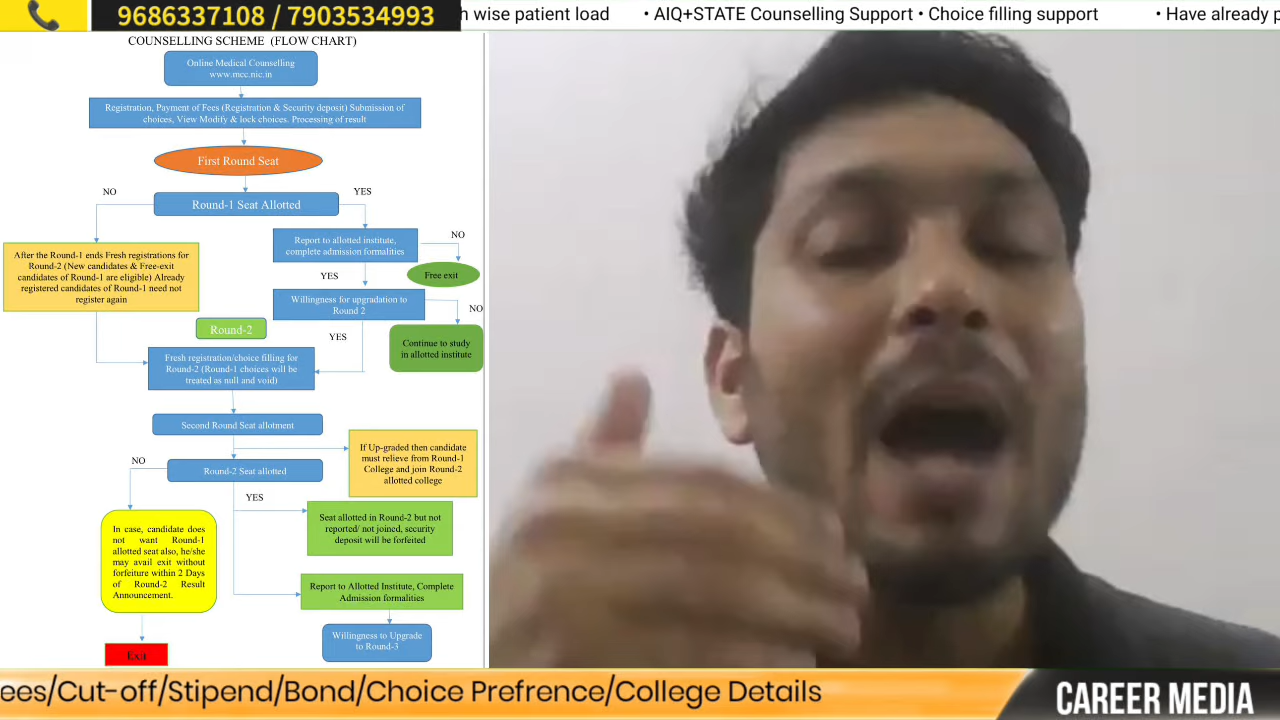 9686337108 / 7903534993
wise patient load • AIQ+STATE Counselling Support • Choice filling support • Have already
COUNSELLING SCHEME (FLOW CHART)
Online Medical Counselling
www.mcc.nic.in
Registration, Payment of Fees (Registration & Security deposit) Submission of
choices, View Modify & lock choices. Processing of result
First Round Seat
NO
YES
Round-1 Seat Allotted
Report to allotted institute,
complete admission formalities
NO
Free exit
After the Round-1 ends Fresh registrations for
Round-2 (New candidates & Free-exit
candidates of Round-1 are eligible) Already
registered candidates of Round-1 need not
register again
YES
Willingness for upgradation to
Round 2
NO
Round-2
YES
Continue to study
in allotted institute
Fresh registration/choice filling for
Round-2 (Round-1 choices will be
treated as null and void)
Second Round Seat allotment
If Up-graded then candidate
must relieve from Round-1
College and join Round-2
allotted college
NO
Round-2 Seat allotted
YES
Seat allotted in Round-2 but not
reported/ not joined, security
deposit will be forfeited
In case, candidate does
not want Round-1
allotted seat also, he/she
may avail exit without
forfeiture within 2 Days
of Round-2 Result
Announcement.
Report to Allotted Institute, Complete
Admission formalities
Willingness to Upgrade
to Round-3
Exit
ees/Cut-off/Stipend/Bond/Choice Prefrence/College Details
CAREER MEDIA